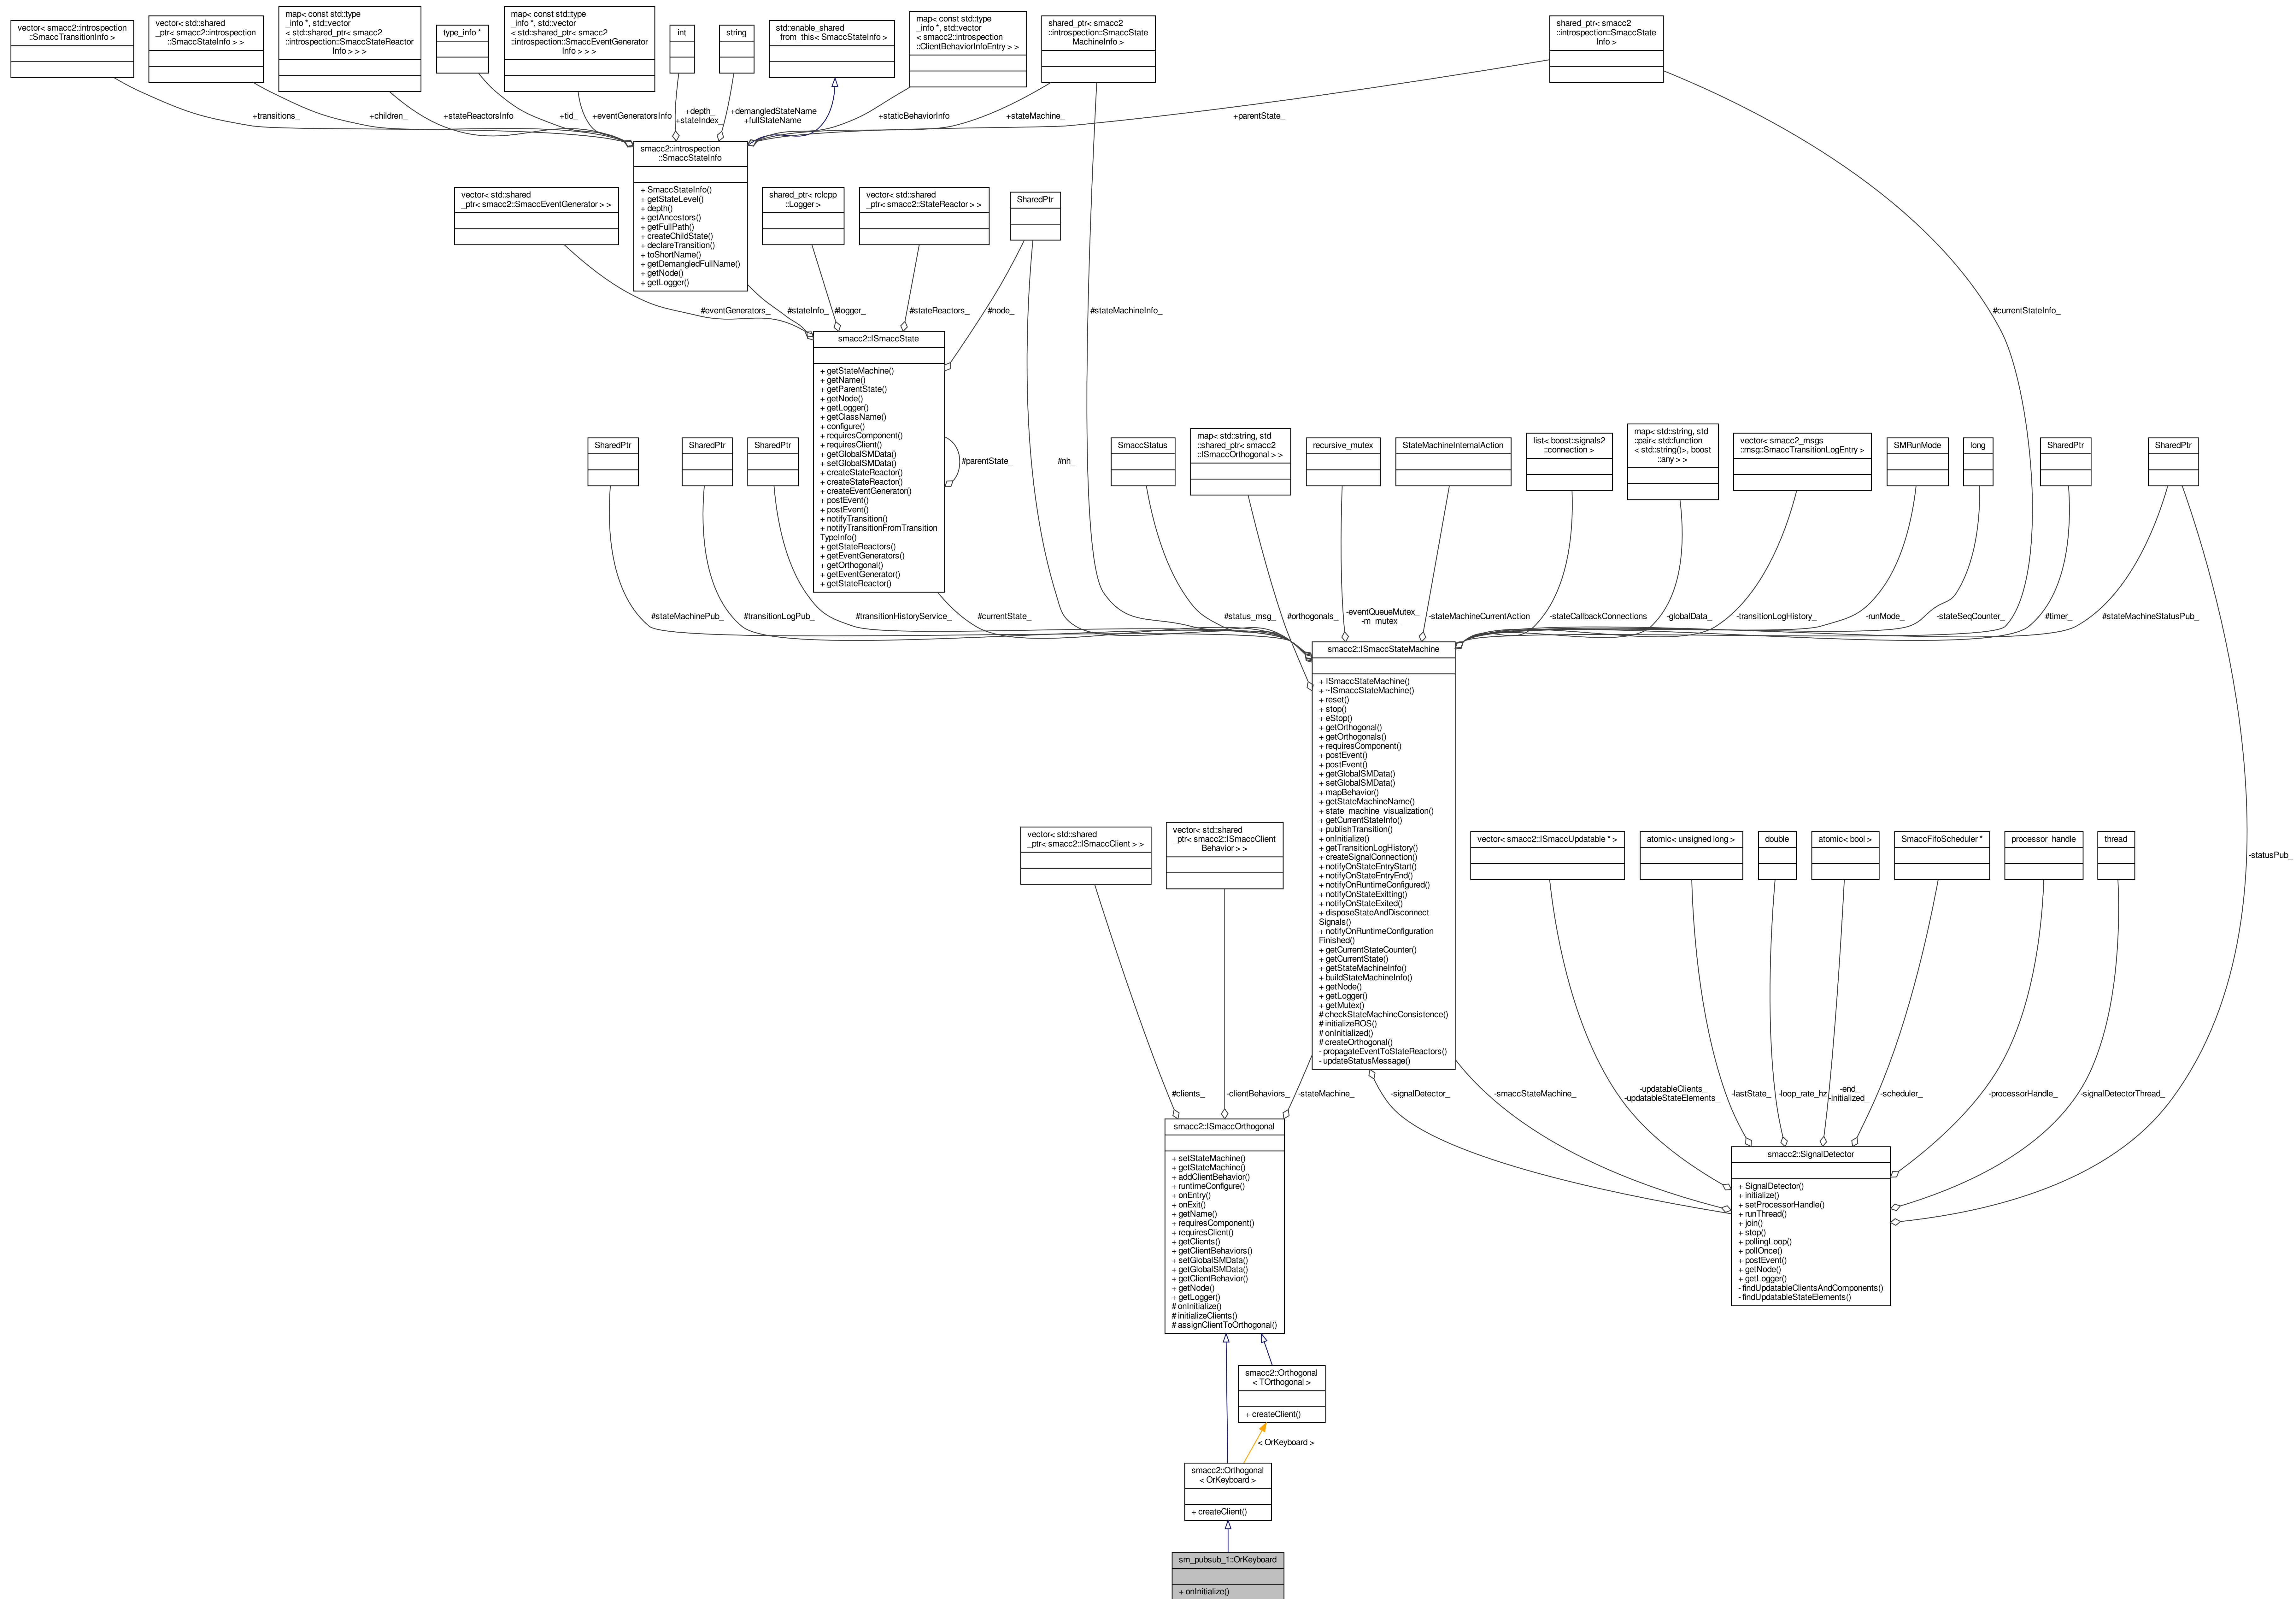 vector< smacc2::introspection
::SmaccTransitionInfo >
vector< std::shared
_ptr< smacc2::introspection
::SmaccStateInfo > >
map< const std::type
_info *, std::vector
< std::shared_ptr< smacc2
::introspection::SmaccStateReactor
Info > > >
type_info *
map< const std::type
_info *, std::vector
< std::shared_ptr< smacc2
::introspection::SmaccEventGenerator
Info > > >
int
string
std::enable_shared
_from_this< SmaccStateInfo >
map< const std::type
_info *, std::vector
< smacc2::introspection
::ClientBehaviorInfoEntry > >
shared_ptr< smacc2
::introspection::SmaccState
MachineInfo >
shared_ptr< smacc2
::introspection::SmaccState
Info >
+transitions_
+children_
+stateReactorsInfo
+tid_
+eventGeneratorsInfo
+depth_
+stateIndex_
+demangledStateName
+fullStateName
+staticBehaviorInfo
+stateMachine_
+parentState_
smacc2::introspection
::SmaccStateInfo
+ SmaccStateInfo()
+ getStateLevel()
+ depth()
+ getAncestors()
+ getFullPath()
+ createChildState()
+ declareTransition()
+ toShortName()
+ getDemangledFullName()
+ getNode()
+ getLogger()
vector< std::shared
_ptr< smacc2::SmaccEventGenerator > >
shared_ptr< rclcpp
::Logger >
vector< std::shared
_ptr< smacc2::StateReactor > >
SharedPtr
#eventGenerators_
#stateInfo_
#logger_
#stateReactors_
#node_
#stateMachineInfo_
#currentStateInfo_
smacc2::ISmaccState
+ getStateMachine()
+ getName()
+ getParentState()
+ getNode()
+ getLogger()
+ getClassName()
+ configure()
+ requiresComponent()
+ requiresClient()
+ getGlobalSMData()
+ setGlobalSMData()
+ createStateReactor()
+ createStateReactor()
+ createEventGenerator()
+ postEvent()
+ postEvent()
+ notifyTransition()
+ notifyTransitionFromTransition
TypeInfo()
+ getStateReactors()
+ getEventGenerators()
+ getOrthogonal()
+ getEventGenerator()
+ getStateReactor()
#parentState_
#nh_
SharedPtr
SharedPtr
SharedPtr
SmaccStatus
map< std::string, std
::shared_ptr< smacc2
::ISmaccOrthogonal > >
recursive_mutex
StateMachineInternalAction
list< boost::signals2
::connection >
map< std::string, std
::pair< std::function
< std::string()>, boost
::any > >
vector< smacc2_msgs
::msg::SmaccTransitionLogEntry >
SMRunMode
long
SharedPtr
SharedPtr
#stateMachinePub_
#transitionLogPub_
#transitionHistoryService_
#currentState_
#status_msg_
#orthogonals_
-eventQueueMutex_
-m_mutex_
-stateMachineCurrentAction
-stateCallbackConnections
-globalData_
-transitionLogHistory_
-runMode_
-stateSeqCounter_
#timer_
#stateMachineStatusPub_
smacc2::ISmaccStateMachine
+ ISmaccStateMachine()
+ ~ISmaccStateMachine()
+ reset()
+ stop()
+ eStop()
+ getOrthogonal()
+ getOrthogonals()
+ requiresComponent()
+ postEvent()
+ postEvent()
+ getGlobalSMData()
+ setGlobalSMData()
+ mapBehavior()
+ getStateMachineName()
+ state_machine_visualization()
+ getCurrentStateInfo()
+ publishTransition()
+ onInitialize()
+ getTransitionLogHistory()
+ createSignalConnection()
+ notifyOnStateEntryStart()
+ notifyOnStateEntryEnd()
+ notifyOnRuntimeConfigured()
+ notifyOnStateExitting()
+ notifyOnStateExited()
+ disposeStateAndDisconnect
Signals()
+ notifyOnRuntimeConfiguration
Finished()
+ getCurrentStateCounter()
+ getCurrentState()
+ getStateMachineInfo()
+ buildStateMachineInfo()
+ getNode()
+ getLogger()
+ getMutex()
# checkStateMachineConsistence()
# initializeROS()
# onInitialized()
# createOrthogonal()
- propagateEventToStateReactors()
- updateStatusMessage()
vector< std::shared
_ptr< smacc2::ISmaccClient > >
vector< std::shared
_ptr< smacc2::ISmaccClient
Behavior > >
vector< smacc2::ISmaccUpdatable * >
atomic< unsigned long >
double
atomic< bool >
SmaccFifoScheduler *
processor_handle
thread
-statusPub_
#clients_
-clientBehaviors_
-stateMachine_
-signalDetector_
-smaccStateMachine_
-updatableClients_
-updatableStateElements_
-lastState_
-loop_rate_hz
-end_
-initialized_
-scheduler_
-processorHandle_
-signalDetectorThread_
smacc2::ISmaccOrthogonal
+ setStateMachine()
+ getStateMachine()
+ addClientBehavior()
+ runtimeConfigure()
+ onEntry()
+ onExit()
+ getName()
+ requiresComponent()
+ requiresClient()
+ getClients()
+ getClientBehaviors()
+ setGlobalSMData()
+ getGlobalSMData()
+ getClientBehavior()
+ getNode()
+ getLogger()
# onInitialize()
# initializeClients()
# assignClientToOrthogonal()
smacc2::SignalDetector
+ SignalDetector()
+ initialize()
+ setProcessorHandle()
+ runThread()
+ join()
+ stop()
+ pollingLoop()
+ pollOnce()
+ postEvent()
+ getNode()
+ getLogger()
- findUpdatableClientsAndComponents()
- findUpdatableStateElements()
smacc2::Orthogonal
< TOrthogonal >
+ createClient()
< OrKeyboard >
smacc2::Orthogonal
< OrKeyboard >
+ createClient()
sm_pubsub_1::OrKeyboard
+ onInitialize()